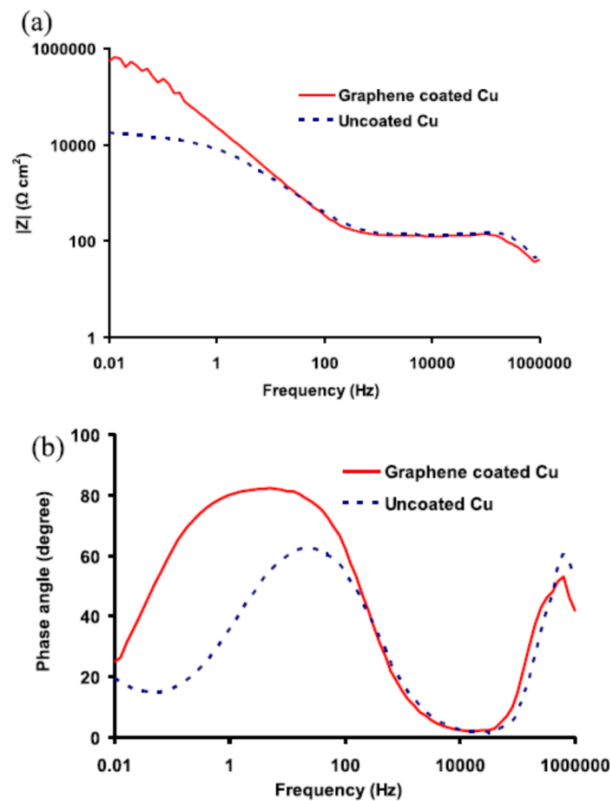 (a)
1000000
10000
100
1
|Z| (Ω cm²)
Graphene coated Cu
Uncoated Cu
0.01
1
100
10000
1000000
Frequency (Hz)
(b)
100
80
60
40
20
0
Phase angle (degree)
Graphene coated Cu
Uncoated Cu
0.01
1
100
10000
1000000
Frequency (Hz)